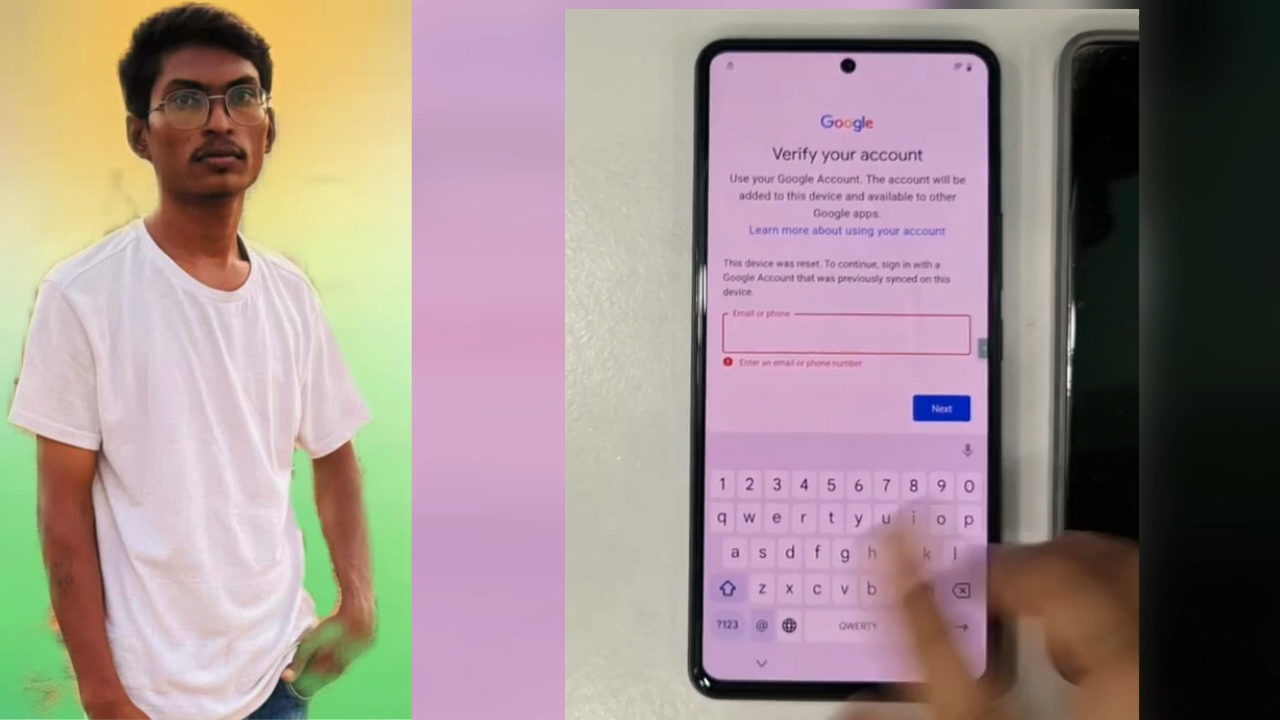 Google
Verify your account
Use your Google Account. The account will be
added to this device and available to other
Google apps.
Learn more about using your account
This device was reset. To continue, sign in with a
Google Account that was previously synced on this
device.
Email or phone
Enter an email or phone number
Next
1 2 3 4 5 6 7 8 9 0
q w e r t y u i o p
a s d f g h k l
z x c v b
?123 @ QWERTY